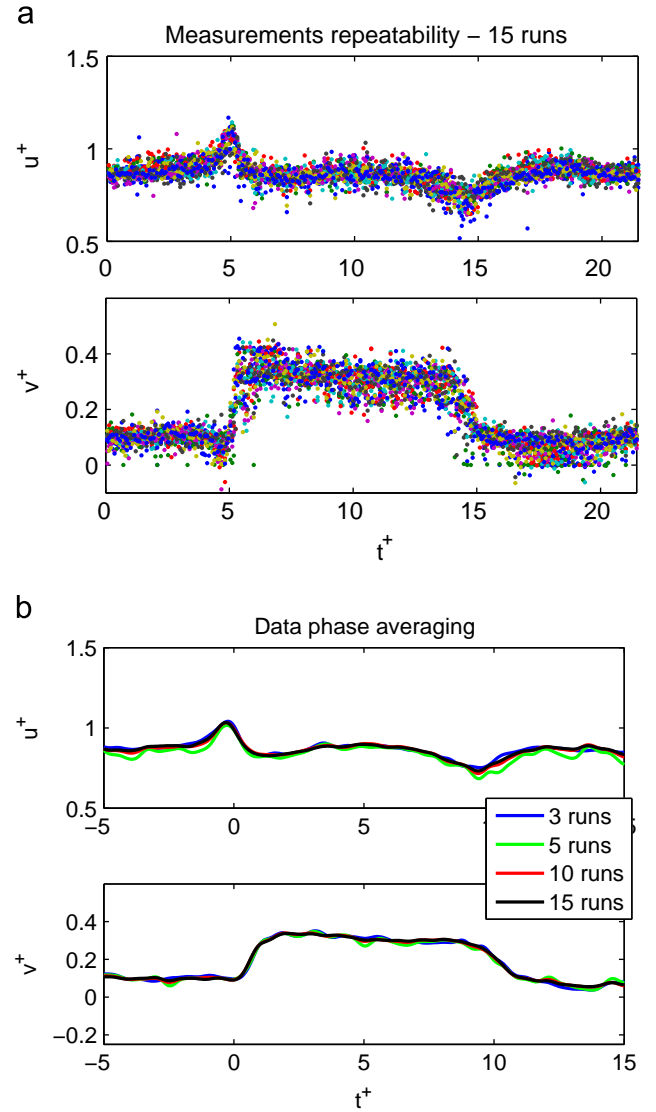 a
Measurements repeatability − 15 runs
1.5
1
0.5
u+
0 5 10 15 20
0.4
0.2
0
v+
0 5 10 15 20
t+
b
Data phase averaging
1.5
1
0.5
u+
−5 0 5 15
3 runs
5 runs
10 runs
15 runs
0.4
0.2
0
−0.2
v+
−5 0 5 10 15
t+